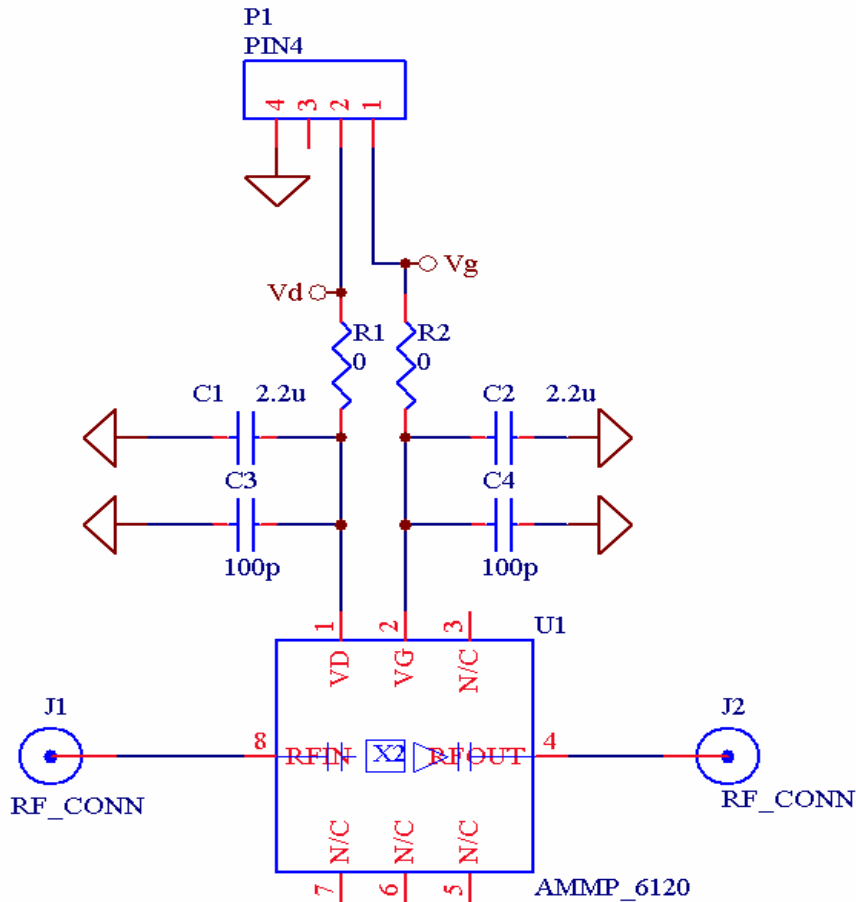 P1
PIN4
4 3 2 1
Vg
Vd
R1 R2
0 0
C1 2.2u C2 2.2u
C3 C4
100p 100p
1 2 3 U1
VD VG N/C
J1 J2
8 RFIN X2 RFOUT 4
RF_CONN RF_CONN
N/C N/C N/C
7 6 5 AMMP_6120